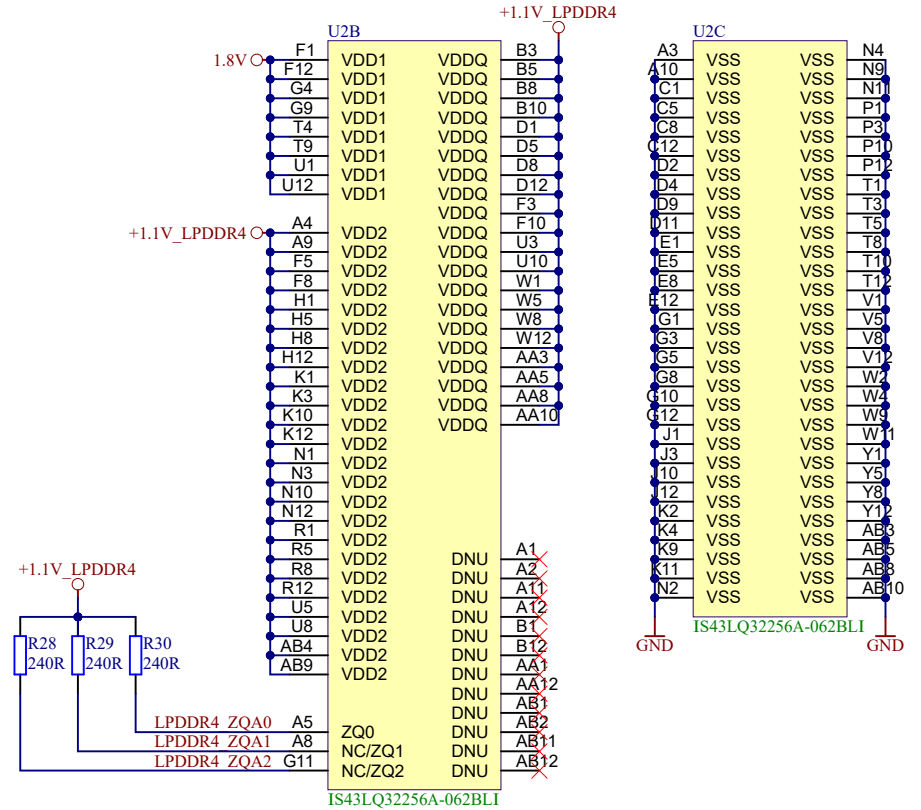 +1.1V_LPDDR4
U2B
1.8V
F1 VDD1 VDDQ B3
F12 VDD1 VDDQ B5
G4 VDD1 VDDQ B8
G9 VDD1 VDDQ B10
T4 VDD1 VDDQ D1
T9 VDD1 VDDQ D5
U1 VDD1 VDDQ D8
U12 VDD1 VDDQ D12
VDDQ F3
+1.1V_LPDDR4 A4 VDD2 VDDQ F10
A9 VDD2 VDDQ U3
F5 VDD2 VDDQ U10
F8 VDD2 VDDQ W1
H1 VDD2 VDDQ W5
H5 VDD2 VDDQ W8
H8 VDD2 VDDQ W12
H12 VDD2 VDDQ AA3
K1 VDD2 VDDQ AA5
K3 VDD2 VDDQ AA8
K10 VDD2 VDDQ AA10
K12 VDD2
N1 VDD2
N3 VDD2
N10 VDD2
N12 VDD2
R1 VDD2
R5 VDD2 DNU A1
R8 VDD2 DNU A2
R12 VDD2 DNU A11
U5 VDD2 DNU A12
U8 VDD2 DNU B1
AB4 VDD2 DNU B12
AB9 VDD2 DNU AA1
DNU AA12
DNU AB1
LPDDR4_ZQA0 A5 ZQ0 DNU AB2
LPDDR4_ZQA1 A8 NC/ZQ1 DNU AB11
LPDDR4_ZQA2 G11 NC/ZQ2 DNU AB12
IS43LQ32256A-062BLI
+1.1V_LPDDR4
R28 R29 R30
240R 240R 240R
U2C
A3 VSS VSS N4
A10 VSS VSS N9
C1 VSS VSS N11
C5 VSS VSS P1
C8 VSS VSS P3
C12 VSS VSS P10
D2 VSS VSS P12
D4 VSS VSS T1
D9 VSS VSS T3
D11 VSS VSS T5
E1 VSS VSS T8
E5 VSS VSS T10
E8 VSS VSS T12
E12 VSS VSS V1
G1 VSS VSS V5
G3 VSS VSS V8
G5 VSS VSS V12
G8 VSS VSS W2
G10 VSS VSS W4
G12 VSS VSS W9
J1 VSS VSS W11
J3 VSS VSS Y1
J10 VSS VSS Y5
J12 VSS VSS Y8
K2 VSS VSS Y12
K4 VSS VSS AB3
K9 VSS VSS AB5
K11 VSS VSS AB8
N2 VSS VSS AB10
IS43LQ32256A-062BLI
GND GND